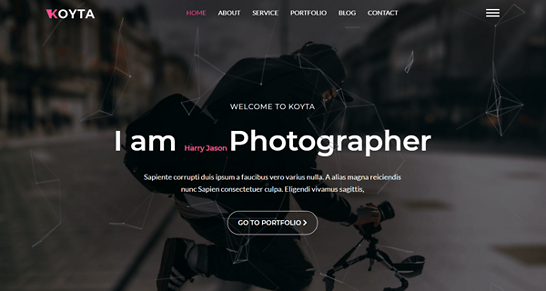 KOYTA
HOME ABOUT SERVICE PORTFOLIO BLOG CONTACT
WELCOME TO KOYTA
I am Harry Jason Photographer
Sapiente corrupti duis ipsum a faucibus vero varius nulla. A alias magna reiciendis
nunc Sapien consectetuer culpa. Eligendi vivamus sagittis,
GO TO PORTFOLIO